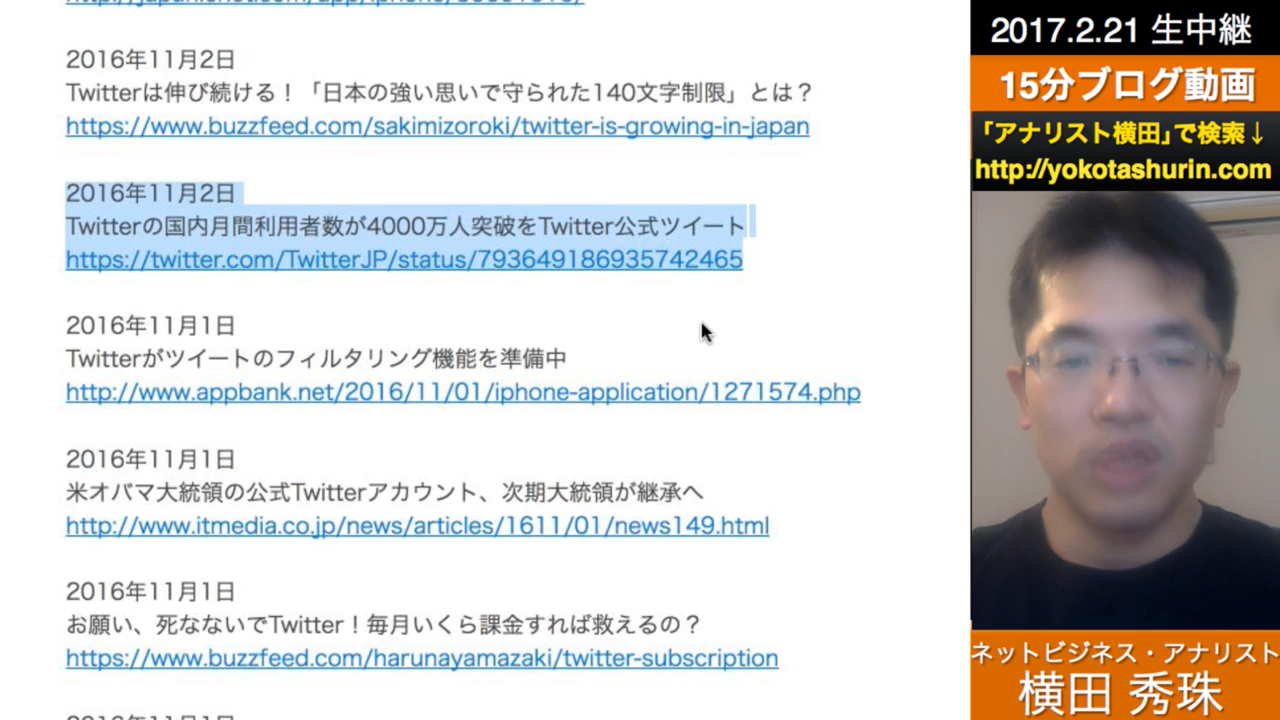 2016年11月2日
Twitterは伸び続ける！「日本の強い思いで守られた140文字制限」とは？
https://www.buzzfeed.com/sakimizoroki/twitter-is-growing-in-japan
2016年11月2日
Twitterの国内月間利用者数が4000万人突破をTwitter公式ツイート
https://twitter.com/TwitterJP/status/793649186935742465
2016年11月1日
Twitterがツイートのフィルタリング機能を準備中
http://www.appbank.net/2016/11/01/iphone-application/1271574.php
2016年11月1日
米オバマ大統領の公式Twitterアカウント、次期大統領が継承へ
http://www.itmedia.co.jp/news/articles/1611/01/news149.html
2016年11月1日
お願い、死なないでTwitter！毎月いくら課金すれば救えるの？
https://www.buzzfeed.com/harunayamazaki/twitter-subscription
2017.2.21 生中継
15分ブログ動画
「アナリスト横田」で検索↓
http://yokotashurin.com
ネットビジネス・アナリスト
横田 秀珠